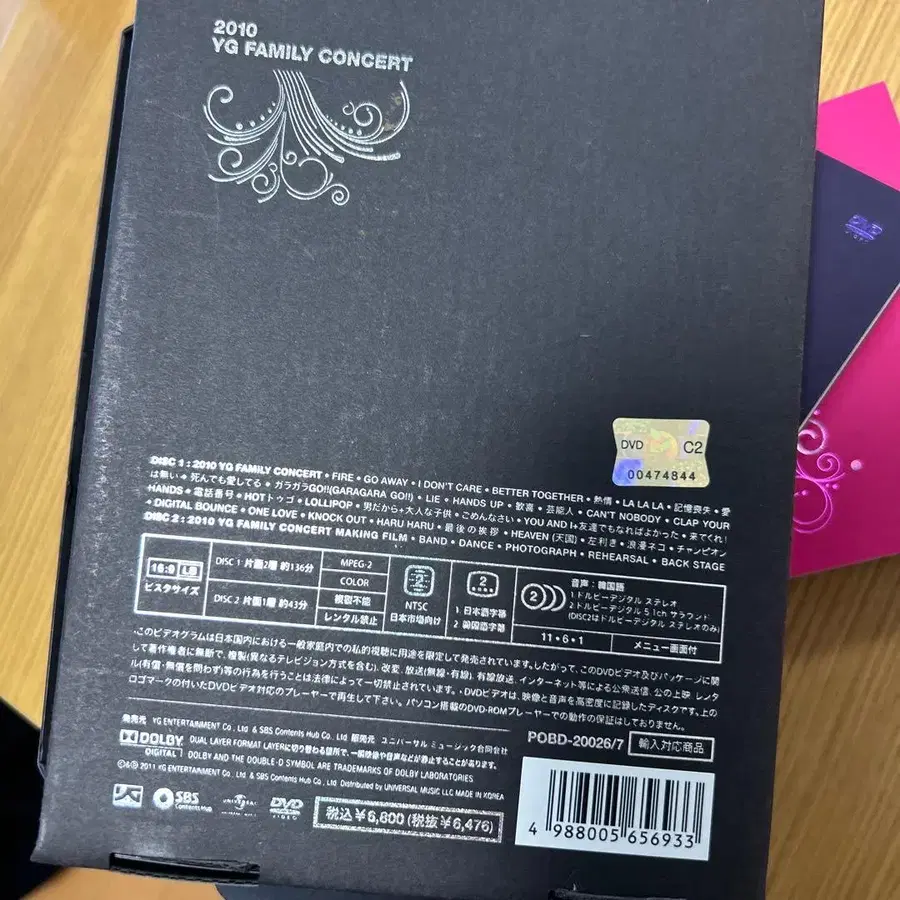 2010
YG FAMILY CONCERT
DVD
VIDEO
DVD C2
00474844
DISC 1 : 2010 YG FAMILY CONCERT • FIRE • GO AWAY • I DON'T CARE • BETTER TOGETHER • 熱情 • LA LA LA • 記憶喪失 • 愛
は無い • 死んでも愛してる • ガラガラGO!!(GARAGARA GO!!) • LIE • HANDS UP • 歓喜 • 芸能人 • CAN'T NOBODY • CLAP YOUR
HANDS • 電話番号 • HOTトゥゴ • LOLLIPOP • 男だから+大人な子供 • ごめんなさい • YOU AND I+友達でもなければよかった • 来てくれ!
• DIGITAL BOUNCE • ONE LOVE • KNOCK OUT • HARU HARU • 最後の挨拶 • HEAVEN (天国) • 左利き • 浪漫ネコ • チャンピオン
DISC 2 : 2010 YG FAMILY CONCERT MAKING FILM • BAND • DANCE • PHOTOGRAPH • REHEARSAL • BACK STAGE
16:9 LB
ビスタサイズ
DISC 1 片面2層 約136分
DISC 2 片面1層 約43分
MPEG-2
COLOR
複製不能
レンタル禁止
2
NTSC
日本市場向け
2
1. 日本語字幕
2. 韓国語字幕
2
音声：韓国語
1.ドルビーデジタル ステレオ
2.ドルビーデジタル 5.1ch サラウンド
(DISC2はドルビーデジタル ステレオのみ)
11•6•1
メニュー画面付
•このビデオグラムは日本国内における一般家庭内での私的視聴に用途を限定して発売されています。したがって、このDVDビデオ及びパッケージに関
して著作権者に無断で、複製(異なるテレビジョン方式を含む)、改変、放送(無線・有線)、有線放送、インターネット等による公衆送信、公の上映、レンタ
ル(有償・無償を問わず)等の行為を行うことは法律によって一切禁止されています。•DVDビデオは、映像と音声を高密度に記録したディスクです。上の
ロゴマークの付いたDVDビデオ対応のプレーヤーで再生して下さい。パソコン搭載のDVD-ROMプレーヤーでの動作の保証はしておりません。
発売元 YG ENTERTAINMENT Co., Ltd. & SBS Contents Hub Co., Ltd. 販売元 ユニバーサル ミュージック合同会社
POBD-20026/7 輸入対応商品
DOLBY
DIGITAL
DUAL LAYER FORMAT LAYERに切り替わる箇所で、一瞬映像や音声などが静止することがあります。
DOLBY AND THE DOUBLE-D SYMBOL ARE TRADEMARKS OF DOLBY LABORATORIES
2011 YG ENTERTAINMENT Co., Ltd. & SBS Contents Hub Co., Ltd. Distributed by UNIVERSAL MUSIC LLC MADE IN KOREA
YG
SBS
Contents Hub
UNIVERSAL
DVD
VIDEO
税込￥6,800 (税抜￥6,476)
4 988005 656933